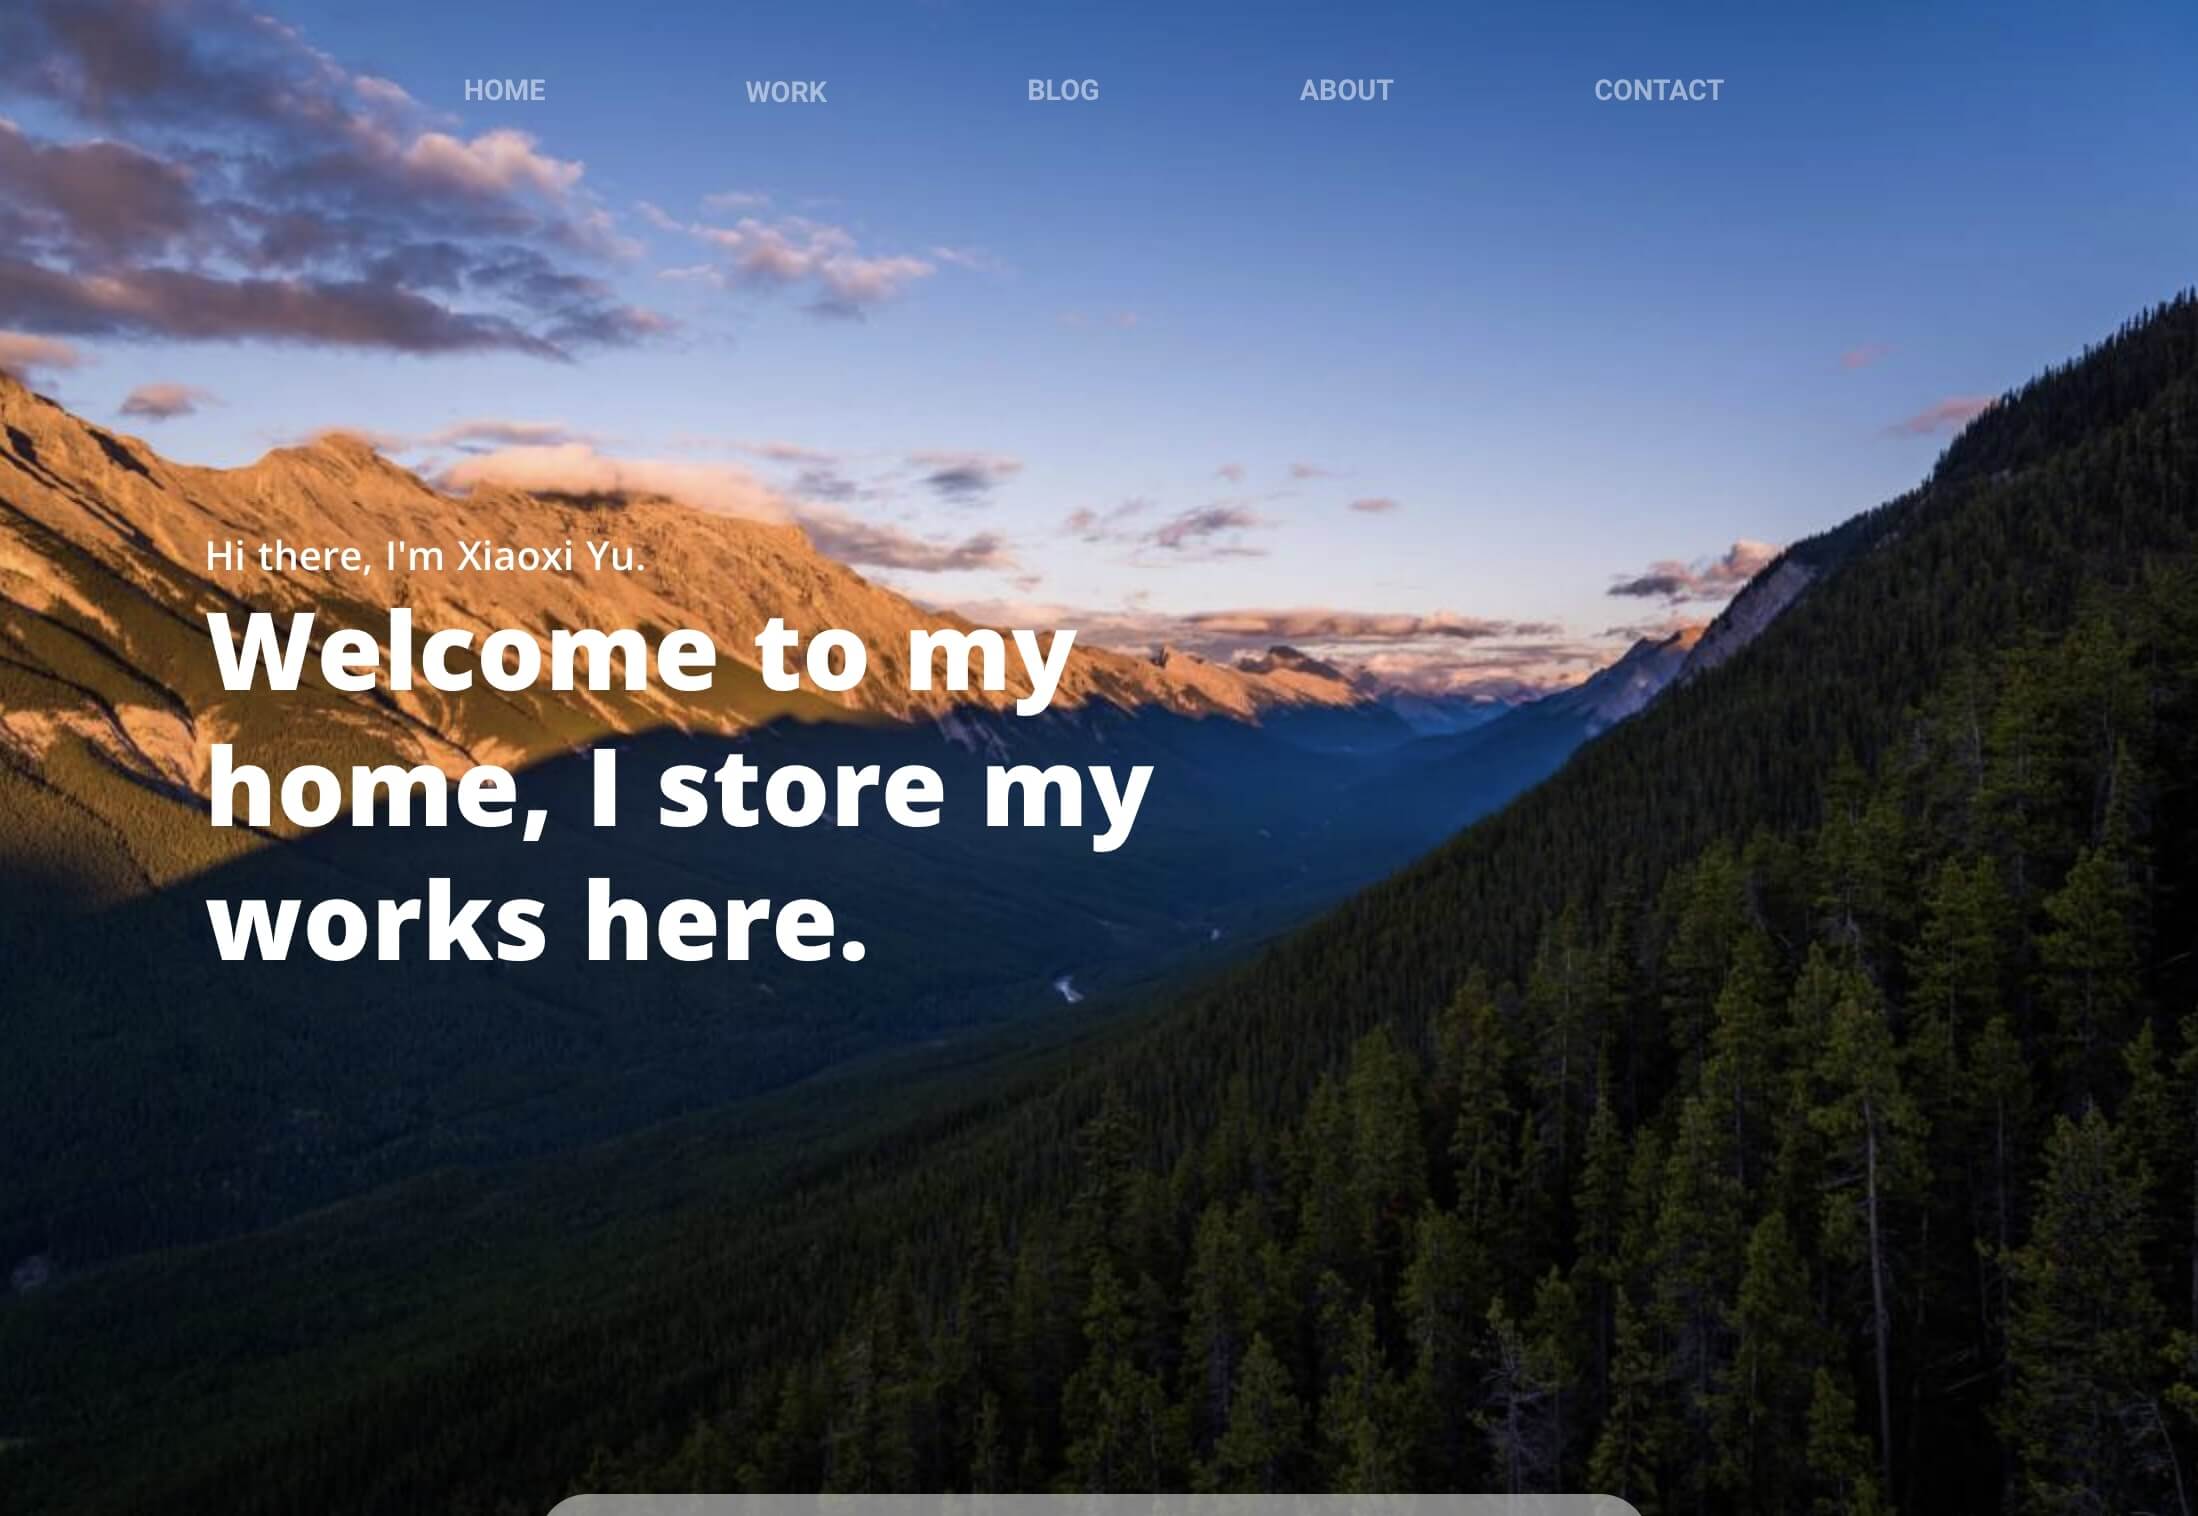 HOME WORK BLOG ABOUT CONTACT
Hi there, I'm Xiaoxi Yu.
Welcome to my
home, I store my
works here.